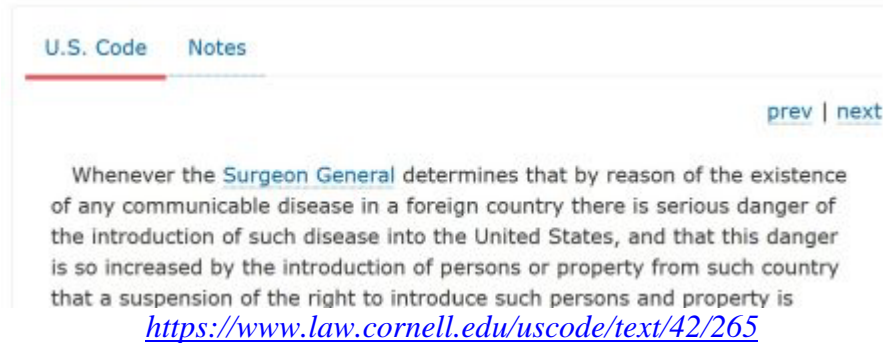 U.S. Code Notes
prev | next
Whenever the Surgeon General determines that by reason of the existence
of any communicable disease in a foreign country there is serious danger of
the introduction of such disease into the United States, and that this danger
is so increased by the introduction of persons or property from such country
that a suspension of the right to introduce such persons and property is
https://www.law.cornell.edu/uscode/text/42/265